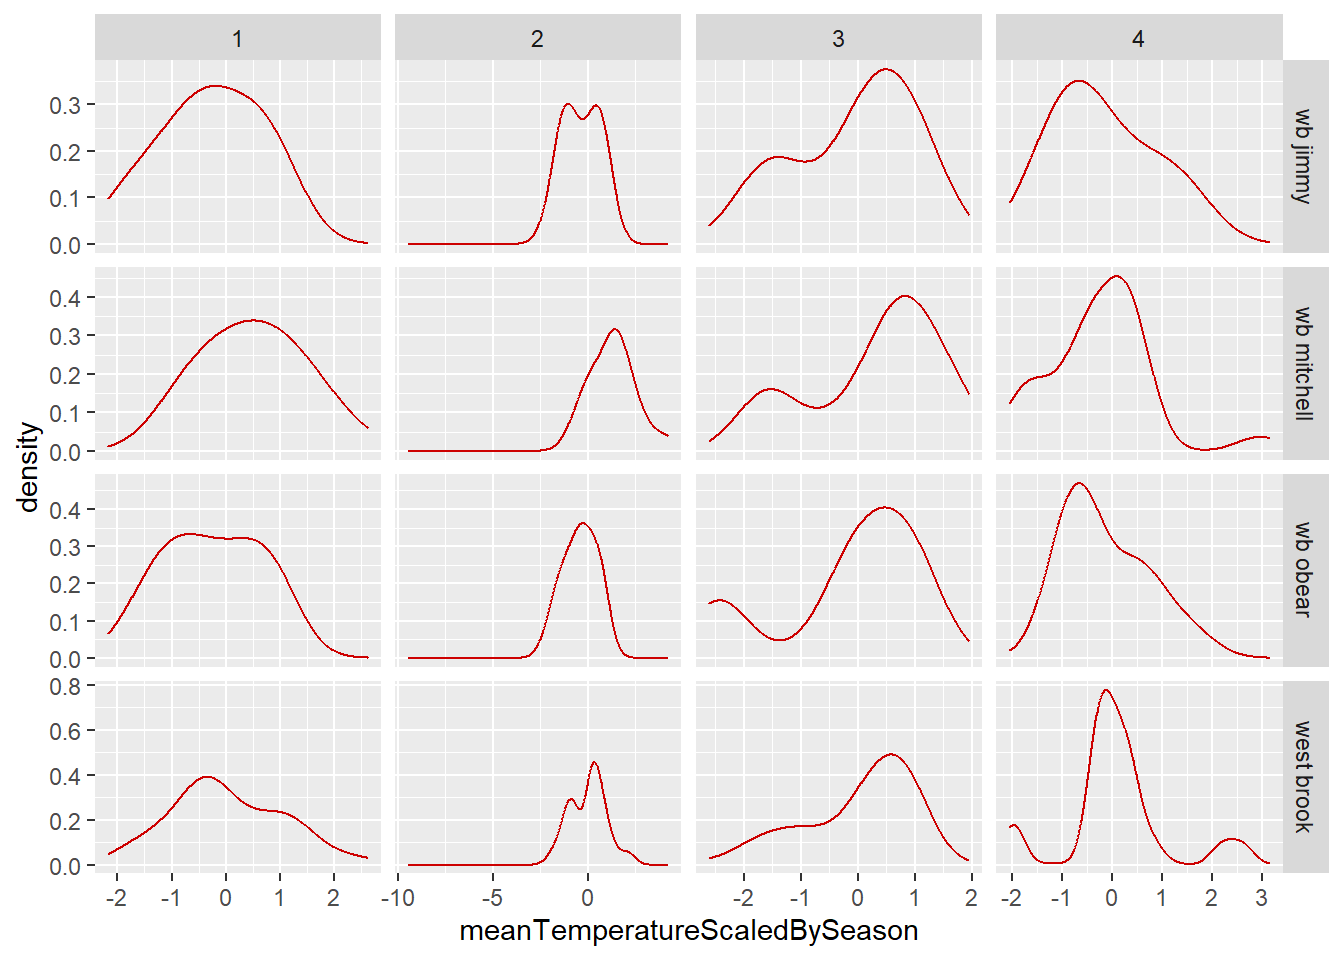 1 2 3 4
0.3
0.2
0.1
0.0
wb jimmy
0.4
0.3
0.2
0.1
0.0
wb mitchell
0.4
0.3
0.2
0.1
0.0
wb obear
0.8
0.6
0.4
0.2
0.0
west brook
density
-2 -1 0 1 2 -10 -5 0 -2 -1 0 1 2 -2 -1 0 1 2 3
meanTemperatureScaledBySeason